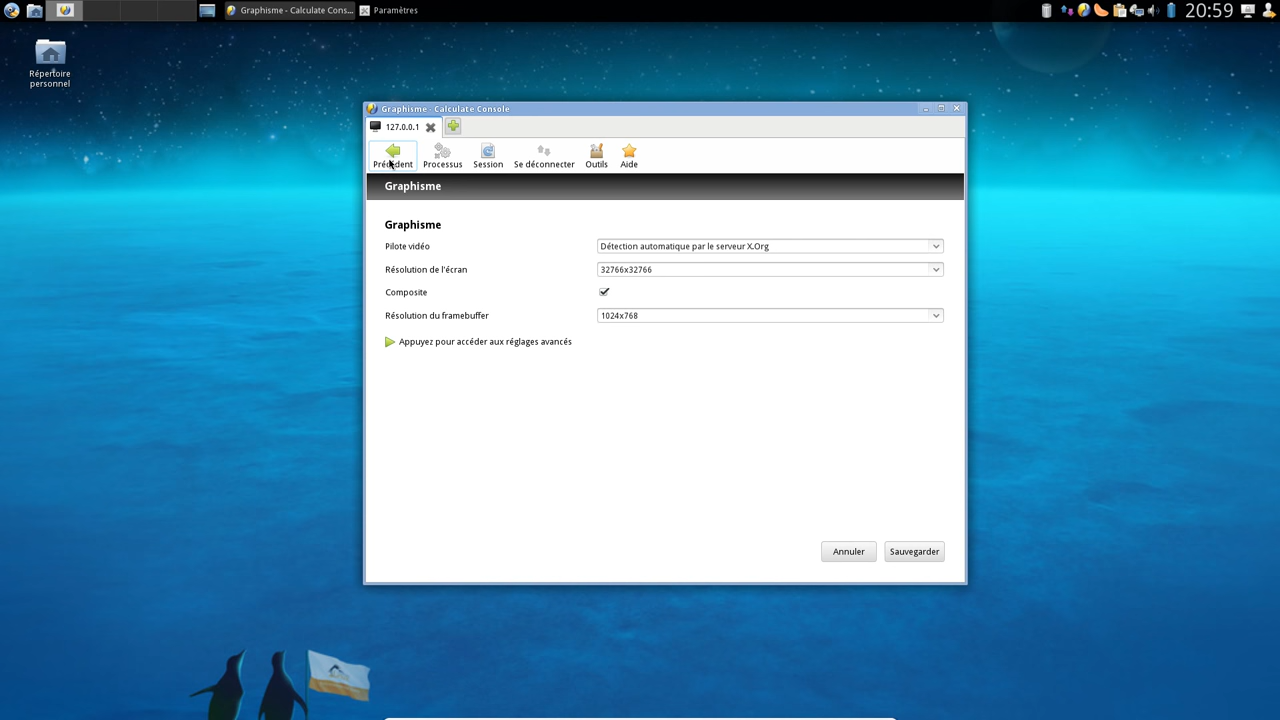 Graphisme - Calculate Cons...
Paramètres
20:59
Répertoire
personnel
Graphisme - Calculate Console
127.0.0.1
Précédent
Processus
Session
Se déconnecter
Outils
Aide
Graphisme
Graphisme
Pilote vidéo
Détection automatique par le serveur X.Org
Résolution de l'écran
32766x32766
Composite
Résolution du framebuffer
1024x768
Appuyez pour accéder aux réglages avancés
Annuler
Sauvegarder